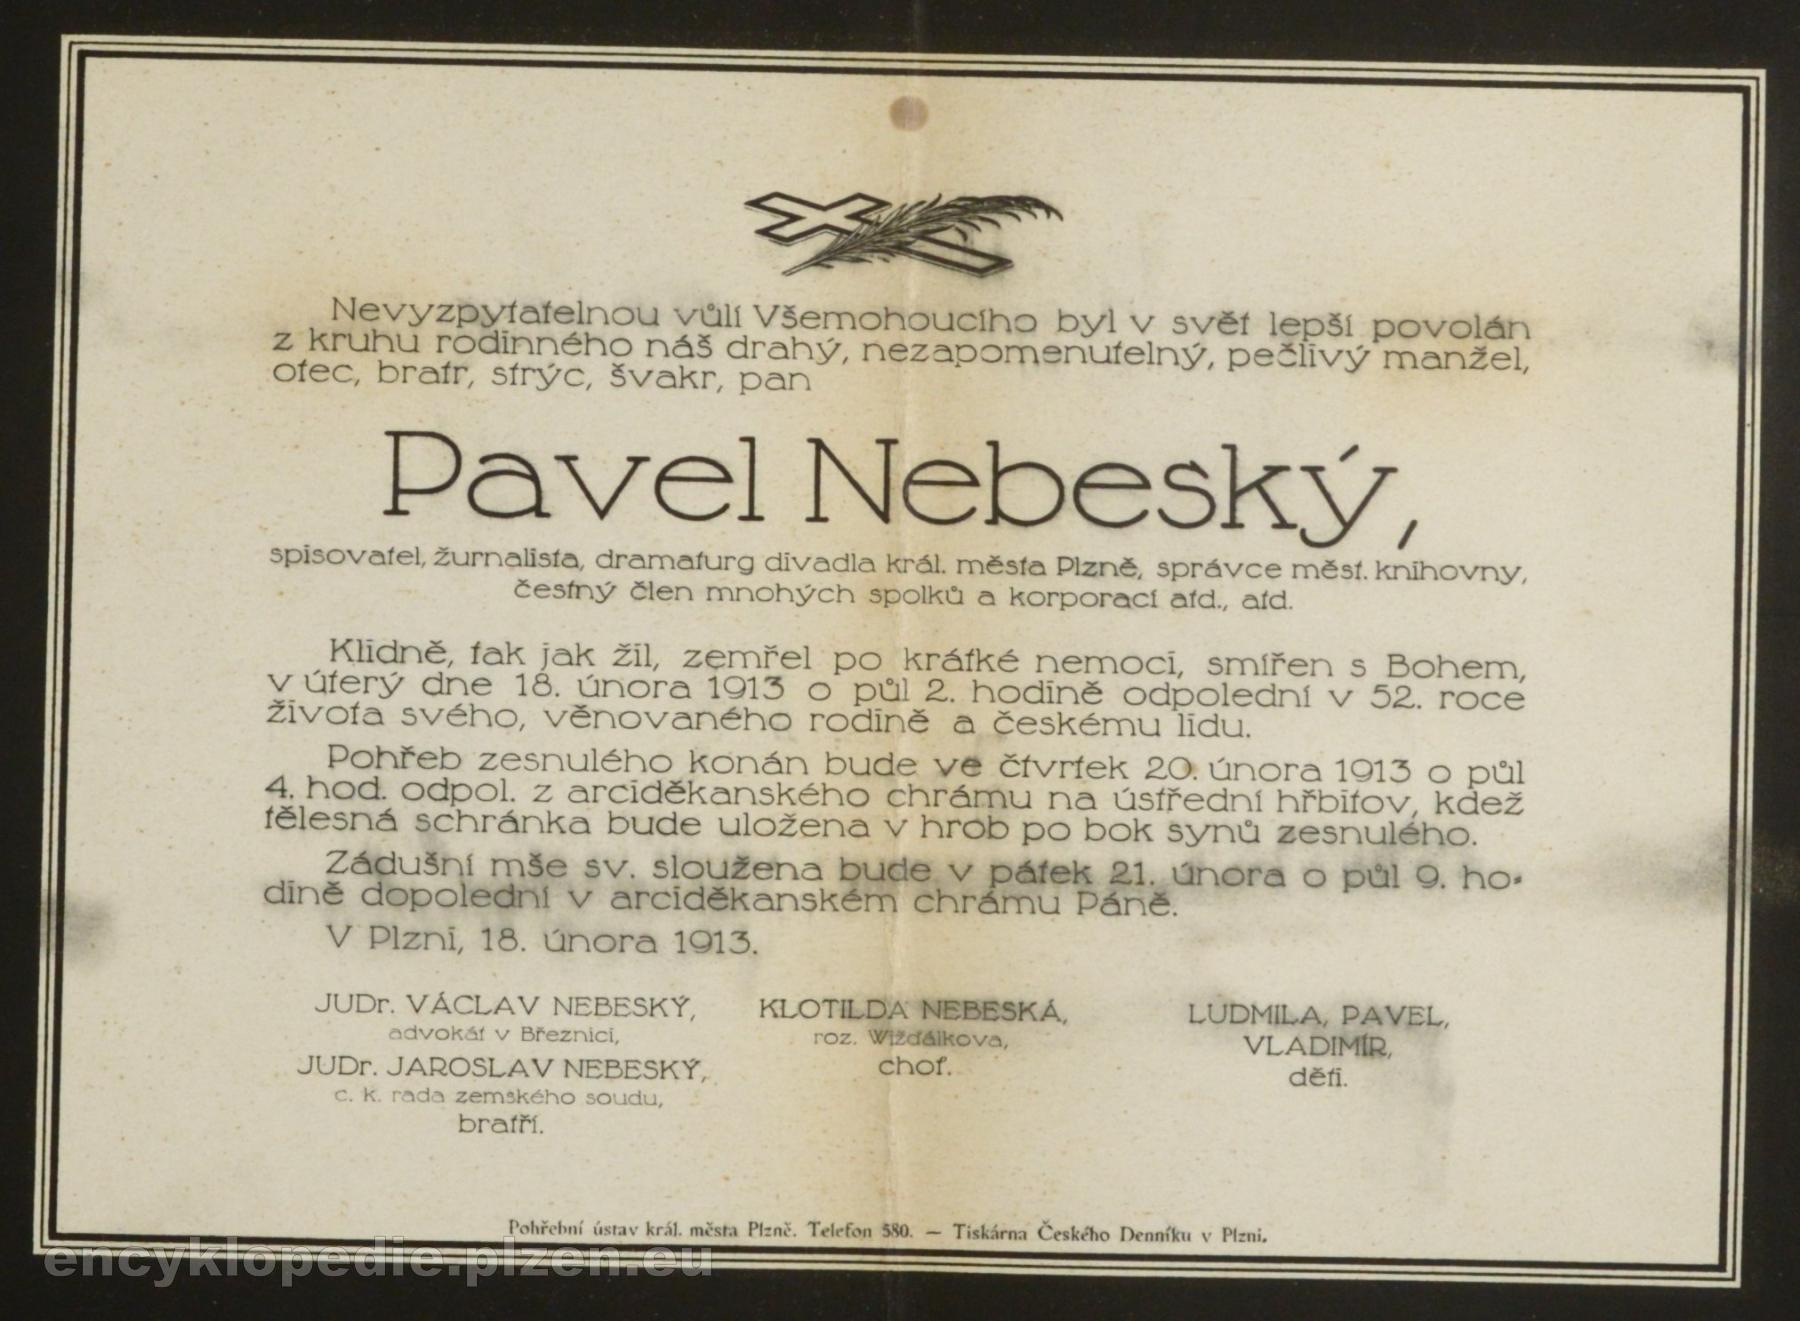 Nevyzpytatelnou vůlí Všemohoucího byl v svět lepší povolán
z kruhu rodinného náš drahý, nezapomenutelný, pečlivý manžel,
otec, bratr, strýc, švakr, pan
Pavel Nebeský,
spisovatel, žurnalista, dramaturg divadla král. města Plzně, správce měst. knihovny,
čestný člen mnohých spolků a korporací atd., atd.
Klidně, tak jak žil, zemřel po krátké nemoci, smířen s Bohem,
v úterý dne 18. února 1913 o půl 2. hodině odpolední v 52. roce
života svého, věnovaného rodině a českému lidu.
Pohřeb zesnulého konán bude ve čtvrtek 20. února 1913 o půl
4. hod. odpol. z arciděkanského chrámu na ústřední hřbitov, kdež
tělesná schránka bude uložena v hrob po bok synů zesnulého.
Zádušní mše sv. sloužena bude v pátek 21. února o půl 9. ho-
dině dopolední v arciděkanském chrámu Páně.
V Plzni, 18. února 1913.
JUDr. VÁCLAV NEBESKÝ,
advokát v Březnici,
JUDr. JAROSLAV NEBESKÝ,
c. k. rada zemského soudu,
bratří.
KLOTILDA NEBESKÁ,
roz. Wižďálkova,
choť.
LUDMILA, PAVEL,
VLADIMÍR,
děti.
Pohřební ústav král. města Plzně. Telefon 580. — Tiskárna Českého Denníku v Plzni.
encyklopedie.plzen.eu